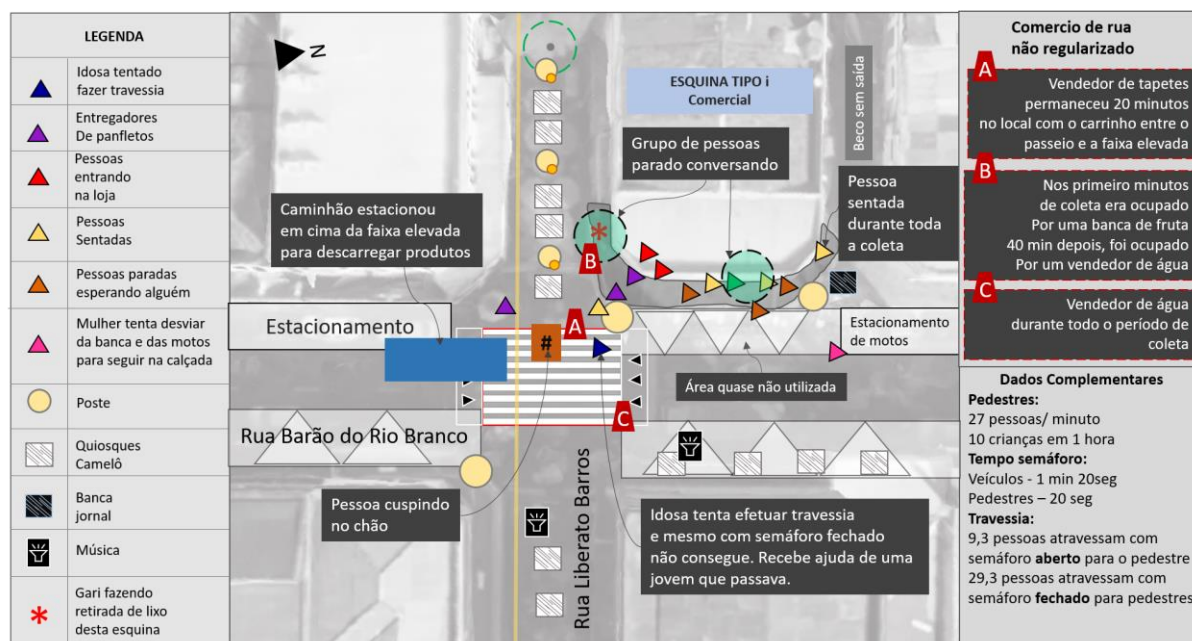 LEGENDA
Idosa tentado
fazer travessia
Entregadores
De panfletos
Pessoas
entrando
na loja
Pessoas
Sentadas
Pessoas paradas
esperando alguém
Mulher tenta desviar
da banca e das motos
para seguir na calçada
Poste
Quiosques
Camelô
Banca
jornal
Música
Gari fazendo
retirada de lixo
desta esquina
N
ESQUINA TIPO i
Comercial
Beco sem saída
Grupo de pessoas
parado conversando
Pessoa
sentada
durante toda
a coleta
Caminhão estacionou
em cima da faixa elevada
para descarregar produtos
B
A
Estacionamento
#
Estacionamento
de motos
Área quase não utilizada
C
Rua Barão do Rio Branco
Pessoa cuspindo
no chão
Rua Liberato Barros
Idosa tenta efetuar travessia
e mesmo com semáforo fechado
não consegue. Recebe ajuda de uma
jovem que passava.
Comercio de rua
não regularizado
A
Vendedor de tapetes
permaneceu 20 minutos
no local com o carrinho entre o
passeio e a faixa elevada
B
Nos primeiro minutos
de coleta era ocupado
Por uma banca de fruta
40 min depois, foi ocupado
Por um vendedor de água
C
Vendedor de água
durante todo o período de
coleta
Dados Complementares
Pedestres:
27 pessoas/ minuto
10 crianças em 1 hora
Tempo semáforo:
Veículos - 1 min 20seg
Pedestres – 20 seg
Travessia:
9,3 pessoas atravessam com
semáforo aberto para o pedestre
29,3 pessoas atravessam com
semáforo fechado para pedestres